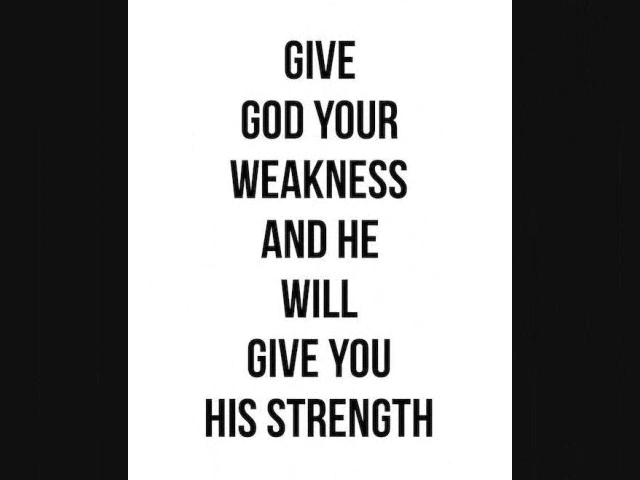 GIVE
GOD YOUR
WEAKNESS
AND HE
WILL
GIVE YOU
HIS STRENGTH